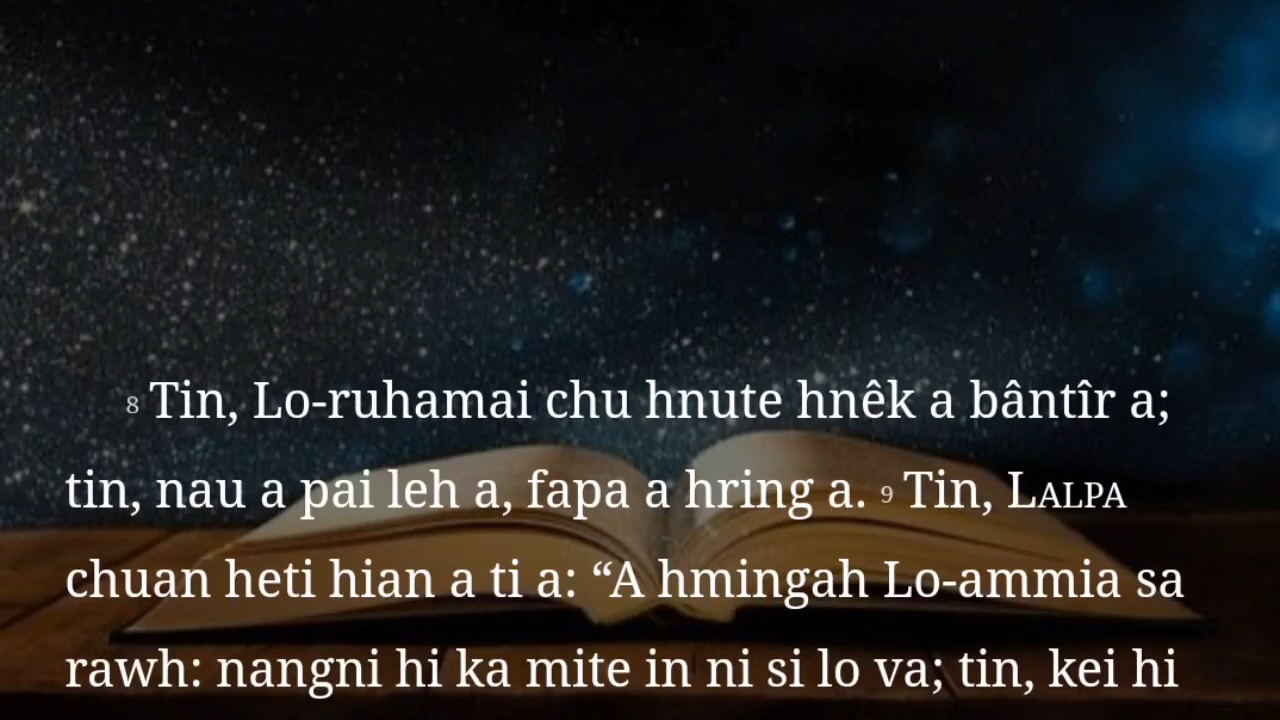 8 Tin, Lo-ruhamai chu hnute hnêk a bântîr a;
tin, nau a pai leh a, fapa a hring a. 9 Tin, LALPA
chuan heti hian a ti a: “A hmingah Lo-ammia sa
rawh: nangni hi ka mite in ni si lo va; tin, kei hi